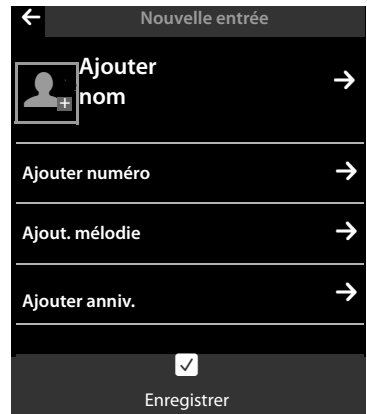 Nouvelle entrée
Ajouter
nom
Ajouter numéro
Ajout. mélodie
Ajouter anniv.
Enregistrer